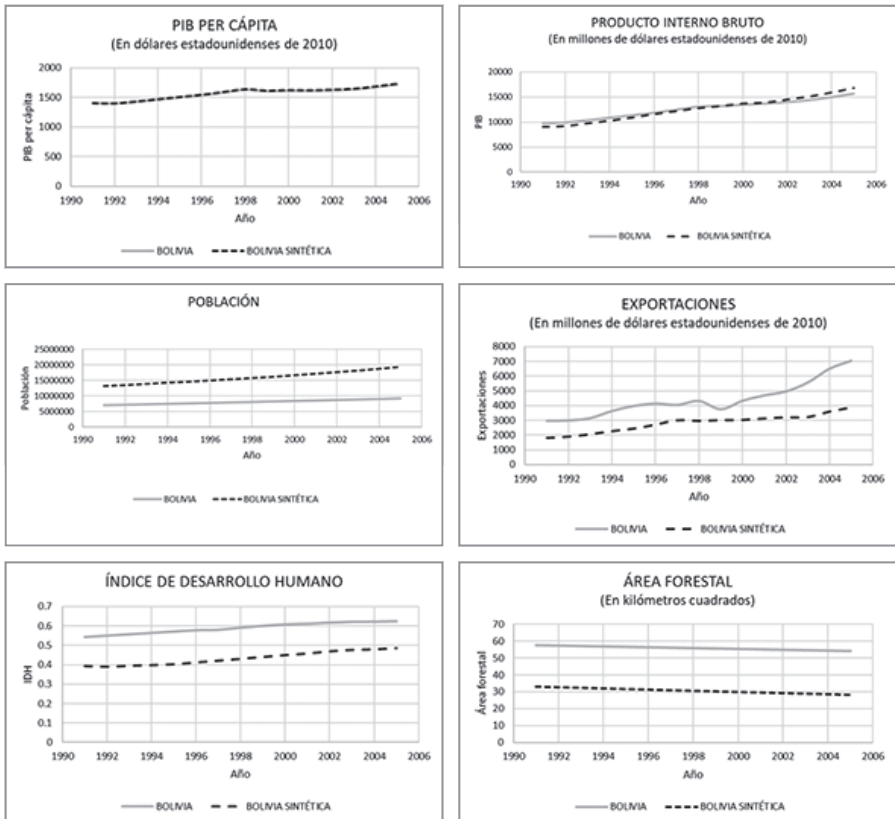 PIB PER CÁPITA
(En dólares estadounidenses de 2010)
PIB per cápita
2000
1500
1000
500
0
1990 1992 1994 1996 1998 2000 2002 2004 2006
Año
BOLIVIA BOLIVIA SINTÉTICA
PRODUCTO INTERNO BRUTO
(En millones de dólares estadounidenses de 2010)
PIB
20000
15000
10000
5000
0
1990 1992 1994 1996 1998 2000 2002 2004 2006
Año
BOLIVIA BOLIVIA SINTÉTICA
POBLACIÓN
Población
25000000
20000000
15000000
10000000
5000000
0
1990 1992 1994 1996 1998 2000 2002 2004 2006
Año
BOLIVIA BOLIVIA SINTÉTICA
EXPORTACIONES
(En millones de dólares estadounidenses de 2010)
Exportaciones
8000
7000
6000
5000
4000
3000
2000
1000
0
1990 1992 1994 1996 1998 2000 2002 2004 2006
Año
BOLIVIA BOLIVIA SINTÉTICA
ÍNDICE DE DESARROLLO HUMANO
IDH
0.7
0.6
0.5
0.4
0.3
0.2
0.1
0
1990 1992 1994 1996 1998 2000 2002 2004 2006
Año
BOLIVIA BOLIVIA SINTÉTICA
ÁREA FORESTAL
(En kilómetros cuadrados)
Área forestal
70
60
50
40
30
20
10
0
1990 1992 1994 1996 1998 2000 2002 2004 2006
Año
BOLIVIA BOLIVIA SINTÉTICA